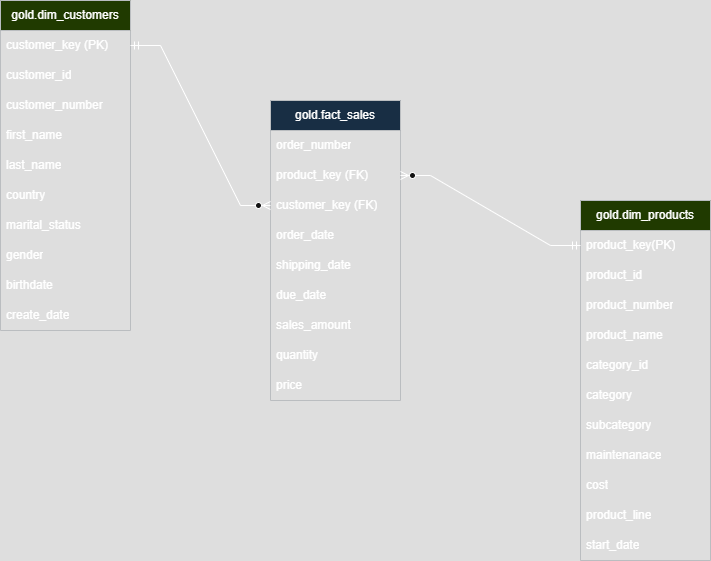 gold.dim_customers
customer_key (PK)
customer_id
customer_number
first_name
last_name
country
marital_status
gender
birthdate
create_date
gold.fact_sales
order_number
product_key (FK)
customer_key (FK)
order_date
shipping_date
due_date
sales_amount
quantity
price
gold.dim_products
product_key(PK)
product_id
product_number
product_name
category_id
category
subcategory
maintenanace
cost
product_line
start_date